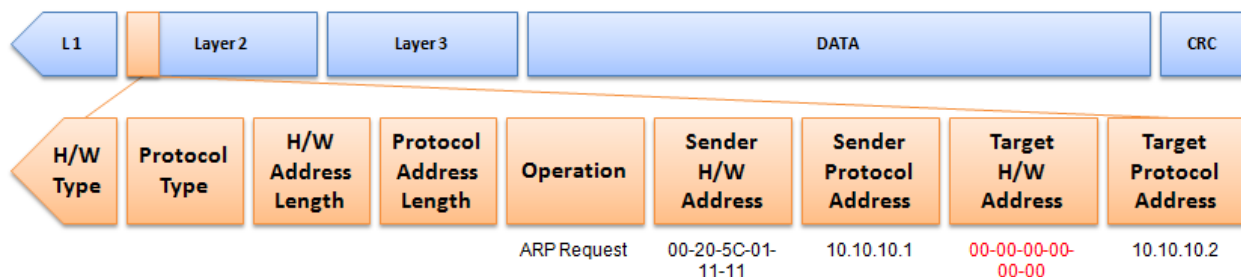 L 1
Layer 2
Layer 3
DATA
CRC
H/W
Type
Protocol
Type
H/W
Address
Length
Protocol
Address
Length
Operation
Sender
H/W
Address
Sender
Protocol
Address
Target
H/W
Address
Target
Protocol
Address
ARP Request
00-20-5C-01-
11-11
10.10.10.1
00-00-00-00-
00-00
10.10.10.2